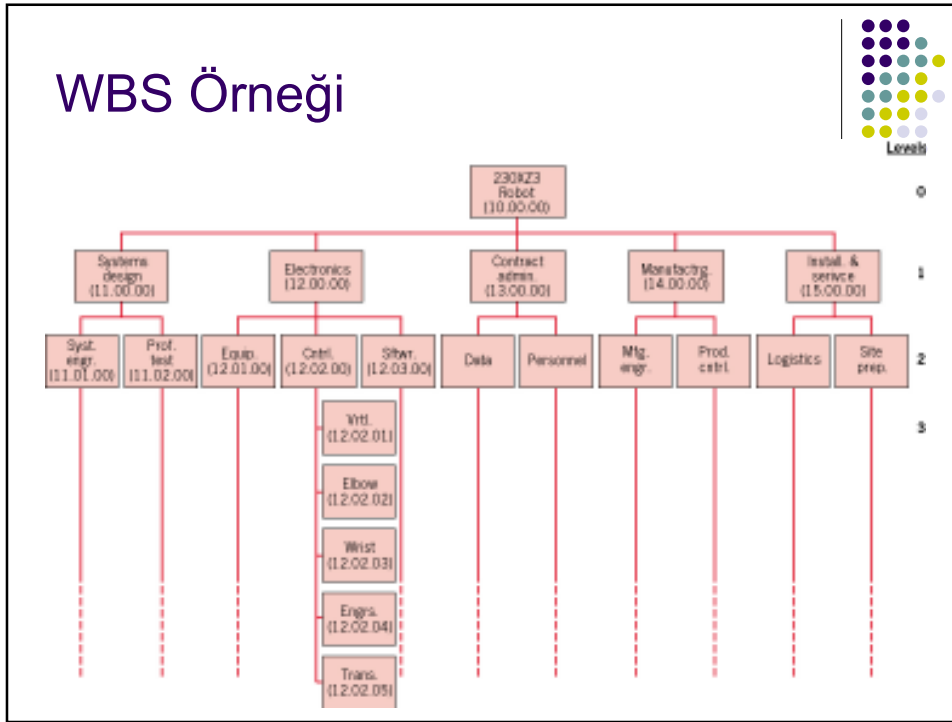 WBS Örneği
Levels
230XZ3
Robot
(10.00.00)
0
Systems
design
(11.00.00)
Electronics
(12.00.00)
Contract
admin.
(13.00.00)
Manufactrg.
(14.00.00)
Install. &
serivce
(15.00.00)
1
Syst.
engr.
(11.01.00)
Prof.
test
(11.02.00)
Equip.
(12.01.00)
Cntrl.
(12.02.00)
Sftwr.
(12.03.00)
Data
Personnel
Mfg.
engr.
Prod.
cntrl.
Logistics
Site
prep.
2
Vrtl.
(12.02.01)
3
Elbow
(12.02.02)
Wrist
(12.02.03)
Engrs.
(12.02.04)
Trans.
(12.02.05)